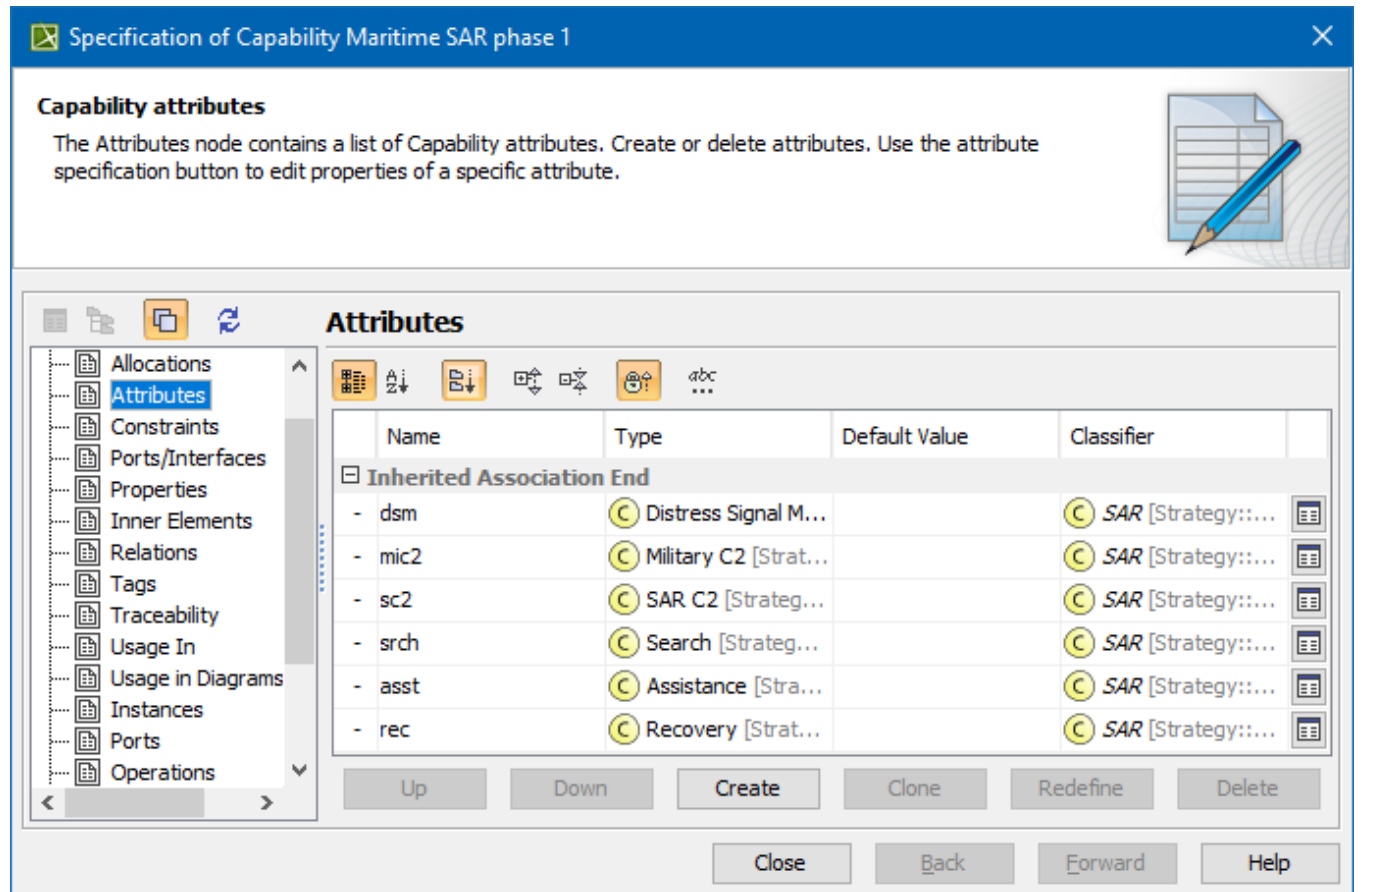 Specification of Capability Maritime SAR phase 1
Capability attributes
The Attributes node contains a list of Capability attributes. Create or delete attributes. Use the attribute
specification button to edit properties of a specific attribute.
Attributes
Allocations
Attributes
Constraints
Ports/Interfaces
Properties
Inner Elements
Relations
Tags
Traceability
Usage In
Usage in Diagrams
Instances
Ports
Operations
abc
...
Name Type Default Value Classifier
Inherited Association End
- dsm C Distress Signal M... C SAR [Strategy::...
- mic2 C Military C2 [Strat... C SAR [Strategy::...
- sc2 C SAR C2 [Strateg... C SAR [Strategy::...
- srch C Search [Strateg... C SAR [Strategy::...
- asst C Assistance [Stra... C SAR [Strategy::...
- rec C Recovery [Strat... C SAR [Strategy::...
Up Down Create Clone Redefine Delete
Close Back Forward Help